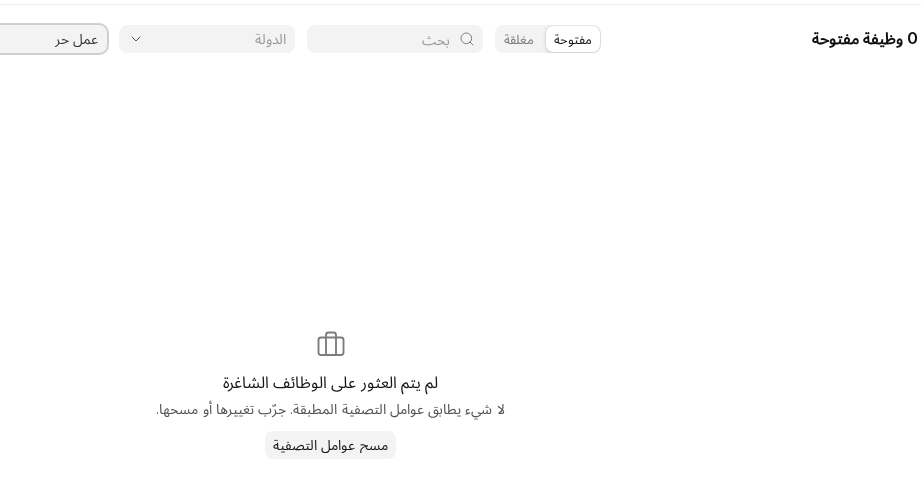 0 وظيفة مفتوحة
مفتوحة
مغلقة
بحث
الدولة
عمل حر
لم يتم العثور على الوظائف الشاغرة
لا شيء يطابق عوامل التصفية المطبقة. جرّب تغييرها أو مسحها.
مسح عوامل التصفية